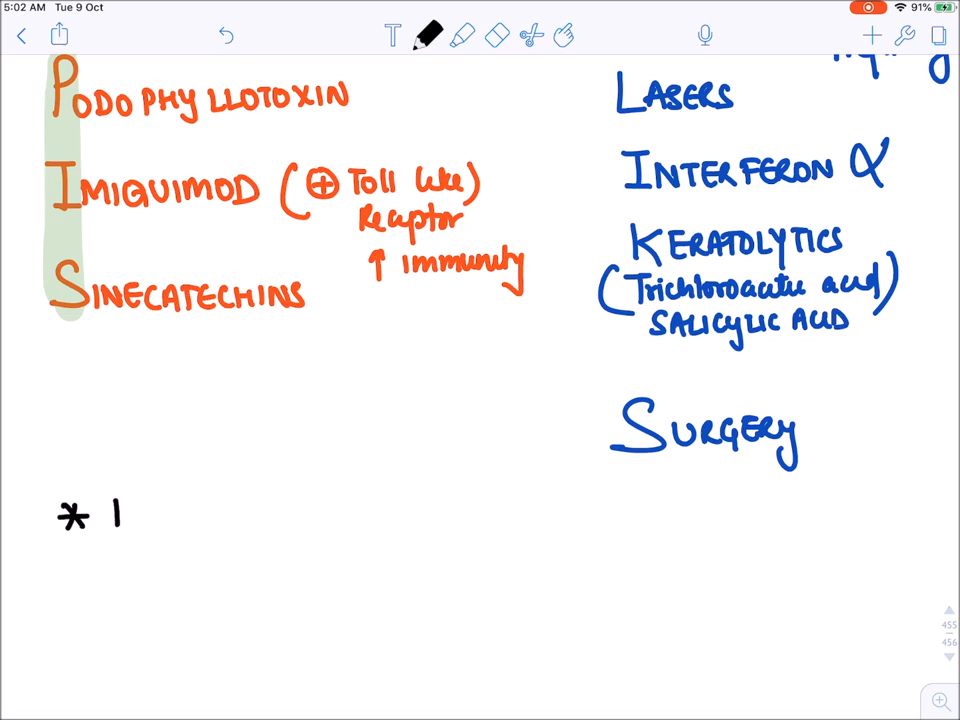 5:02 AM Tue 9 Oct
91%
T
PODOPHYLLOTOXIN
IMIQUIMOD (⊕ Toll like)
Receptor
↑ immunity
SINECATECHINS
LASERS
INTERFERON α
KERATOLYTICS
(Trichloroacetic acid)
SALICYLIC ACID
SURGERY
* I
455
456